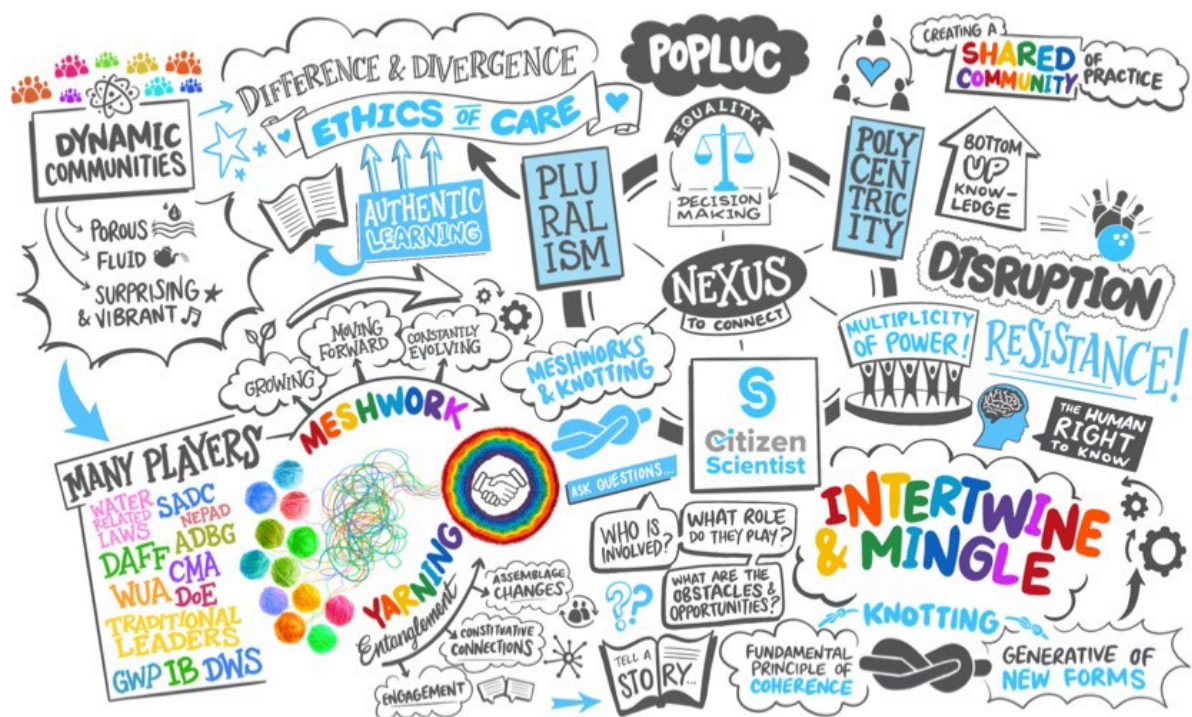 DYNAMIC
COMMUNITIES
POROUS
FLUID
SURPRISING
& VIBRANT
DIFFERENCE & DIVERGENCE
ETHICS OF CARE
AUTHENTIC
LEARNING
POPLUC
EQUALITY
DECISION
MAKING
PLU
RAL
ISM
POLY
CEN
TRIC
ITY
NEXUS
TO CONNECT
CREATING A
SHARED
COMMUNITY
OF
PRACTICE
BOTTOM
UP
KNOW-
LEDGE
DISRUPTION
RESISTANCE!
MULTIPLICITY
OF POWER!
THE HUMAN
RIGHT
TO KNOW
GROWING
MOVING
FORWARD
CONSTANTLY
EVOLVING
MESHWORKS
& KNOTTING
Citizen
Scientist
MANY PLAYERS
WATER
RELATED
LAWS
SADC
NEPAD
DAFF
ADBG
CMA
WUA
DoE
TRADITIONAL
LEADERS
GWP IB DWS
MESHWORK
YARNING
Entanglement
ASSEMBLAGE
CHANGES
CONSTITUATIVE
CONNECTIONS
ENGAGEMENT
ASK QUESTIONS...
WHO IS
INVOLVED?
WHAT ROLE
DO THEY PLAY?
WHAT ARE THE
OBSTACLES &
OPPORTUNITIES?
??
TELL A
STORY...
INTERTWINE
& MINGLE
KNOTTING
FUNDAMENTAL
PRINCIPLE OF
COHERENCE
GENERATIVE OF
NEW FORMS